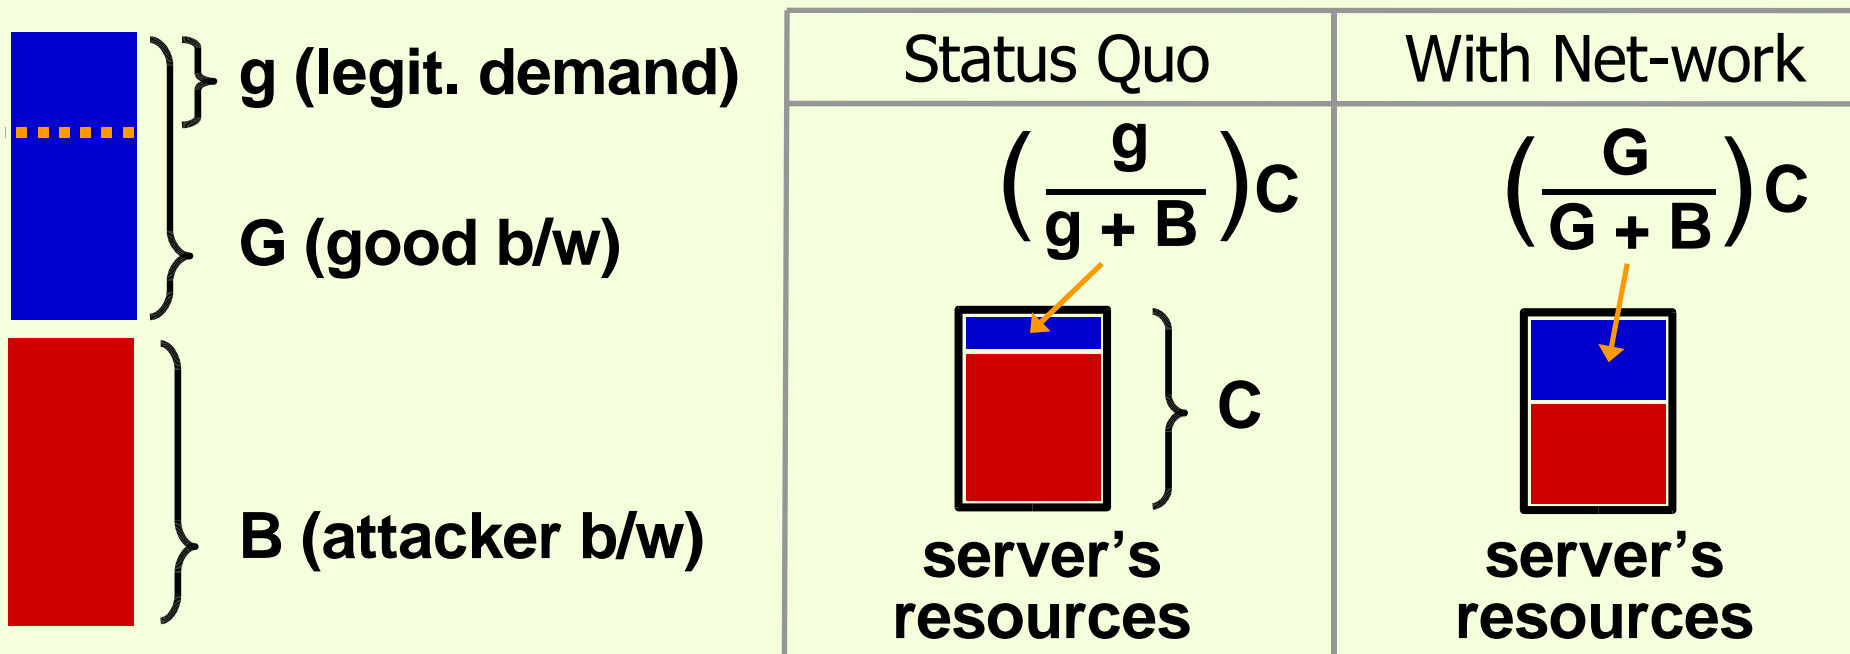 g (legit. demand)
G (good b/w)
B (attacker b/w)
Status Quo
With Net-work
( g / g + B ) C
( G / G + B ) C
C
server’s
resources
server’s
resources